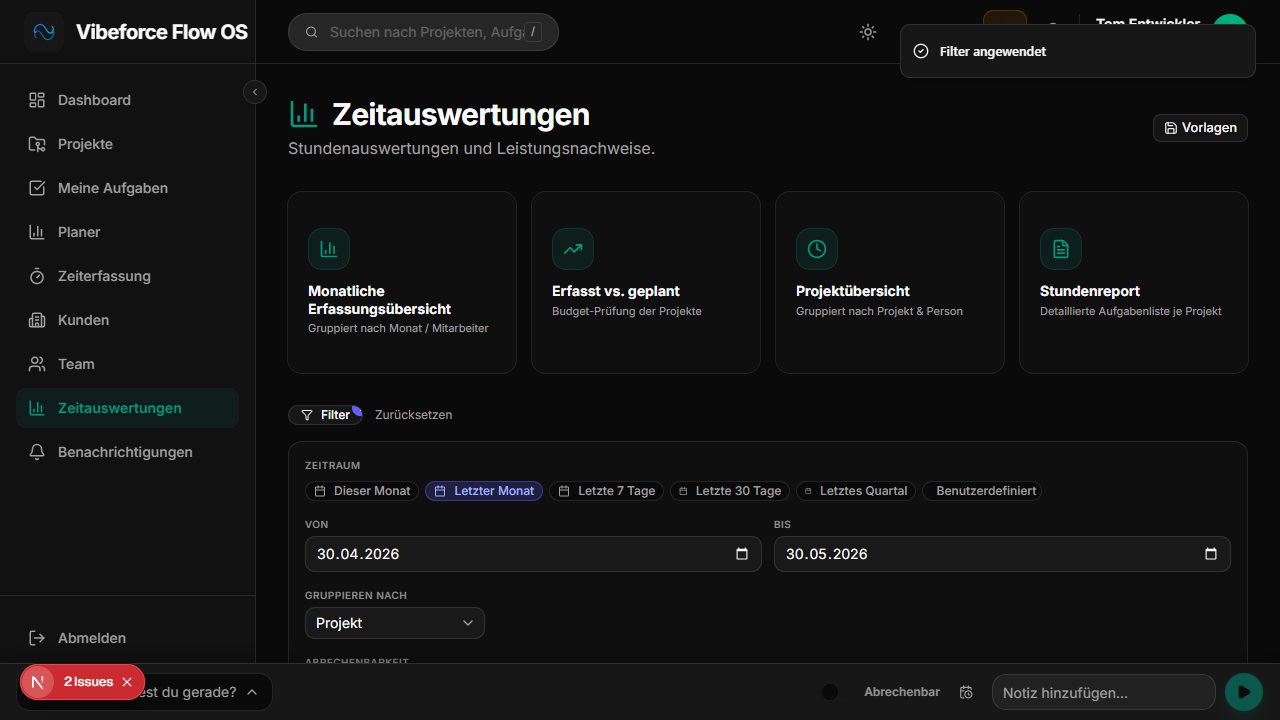 Vibeforce Flow OS
Suchen nach Projekten, Aufga
/
Tom Entwickler
Filter angewendet
Dashboard
Projekte
Meine Aufgaben
Planer
Zeiterfassung
Kunden
Team
Zeitauswertungen
Benachrichtigungen
Abmelden
Zeitauswertungen
Stundenauswertungen und Leistungsnachweise.
Vorlagen
Monatliche
Erfassungsübersicht
Gruppiert nach Monat / Mitarbeiter
Erfasst vs. geplant
Budget-Prüfung der Projekte
Projektübersicht
Gruppiert nach Projekt & Person
Stundenreport
Detaillierte Aufgabenliste je Projekt
Filter
Zurücksetzen
ZEITRAUM
Dieser Monat
Letzter Monat
Letzte 7 Tage
Letzte 30 Tage
Letztes Quartal
Benutzerdefiniert
VON
BIS
30.04.2026
30.05.2026
GRUPPIEREN NACH
Projekt
ABRECHENBARKEIT
N
2 Issues
est du gerade?
Abrechenbar
Notiz hinzufügen...